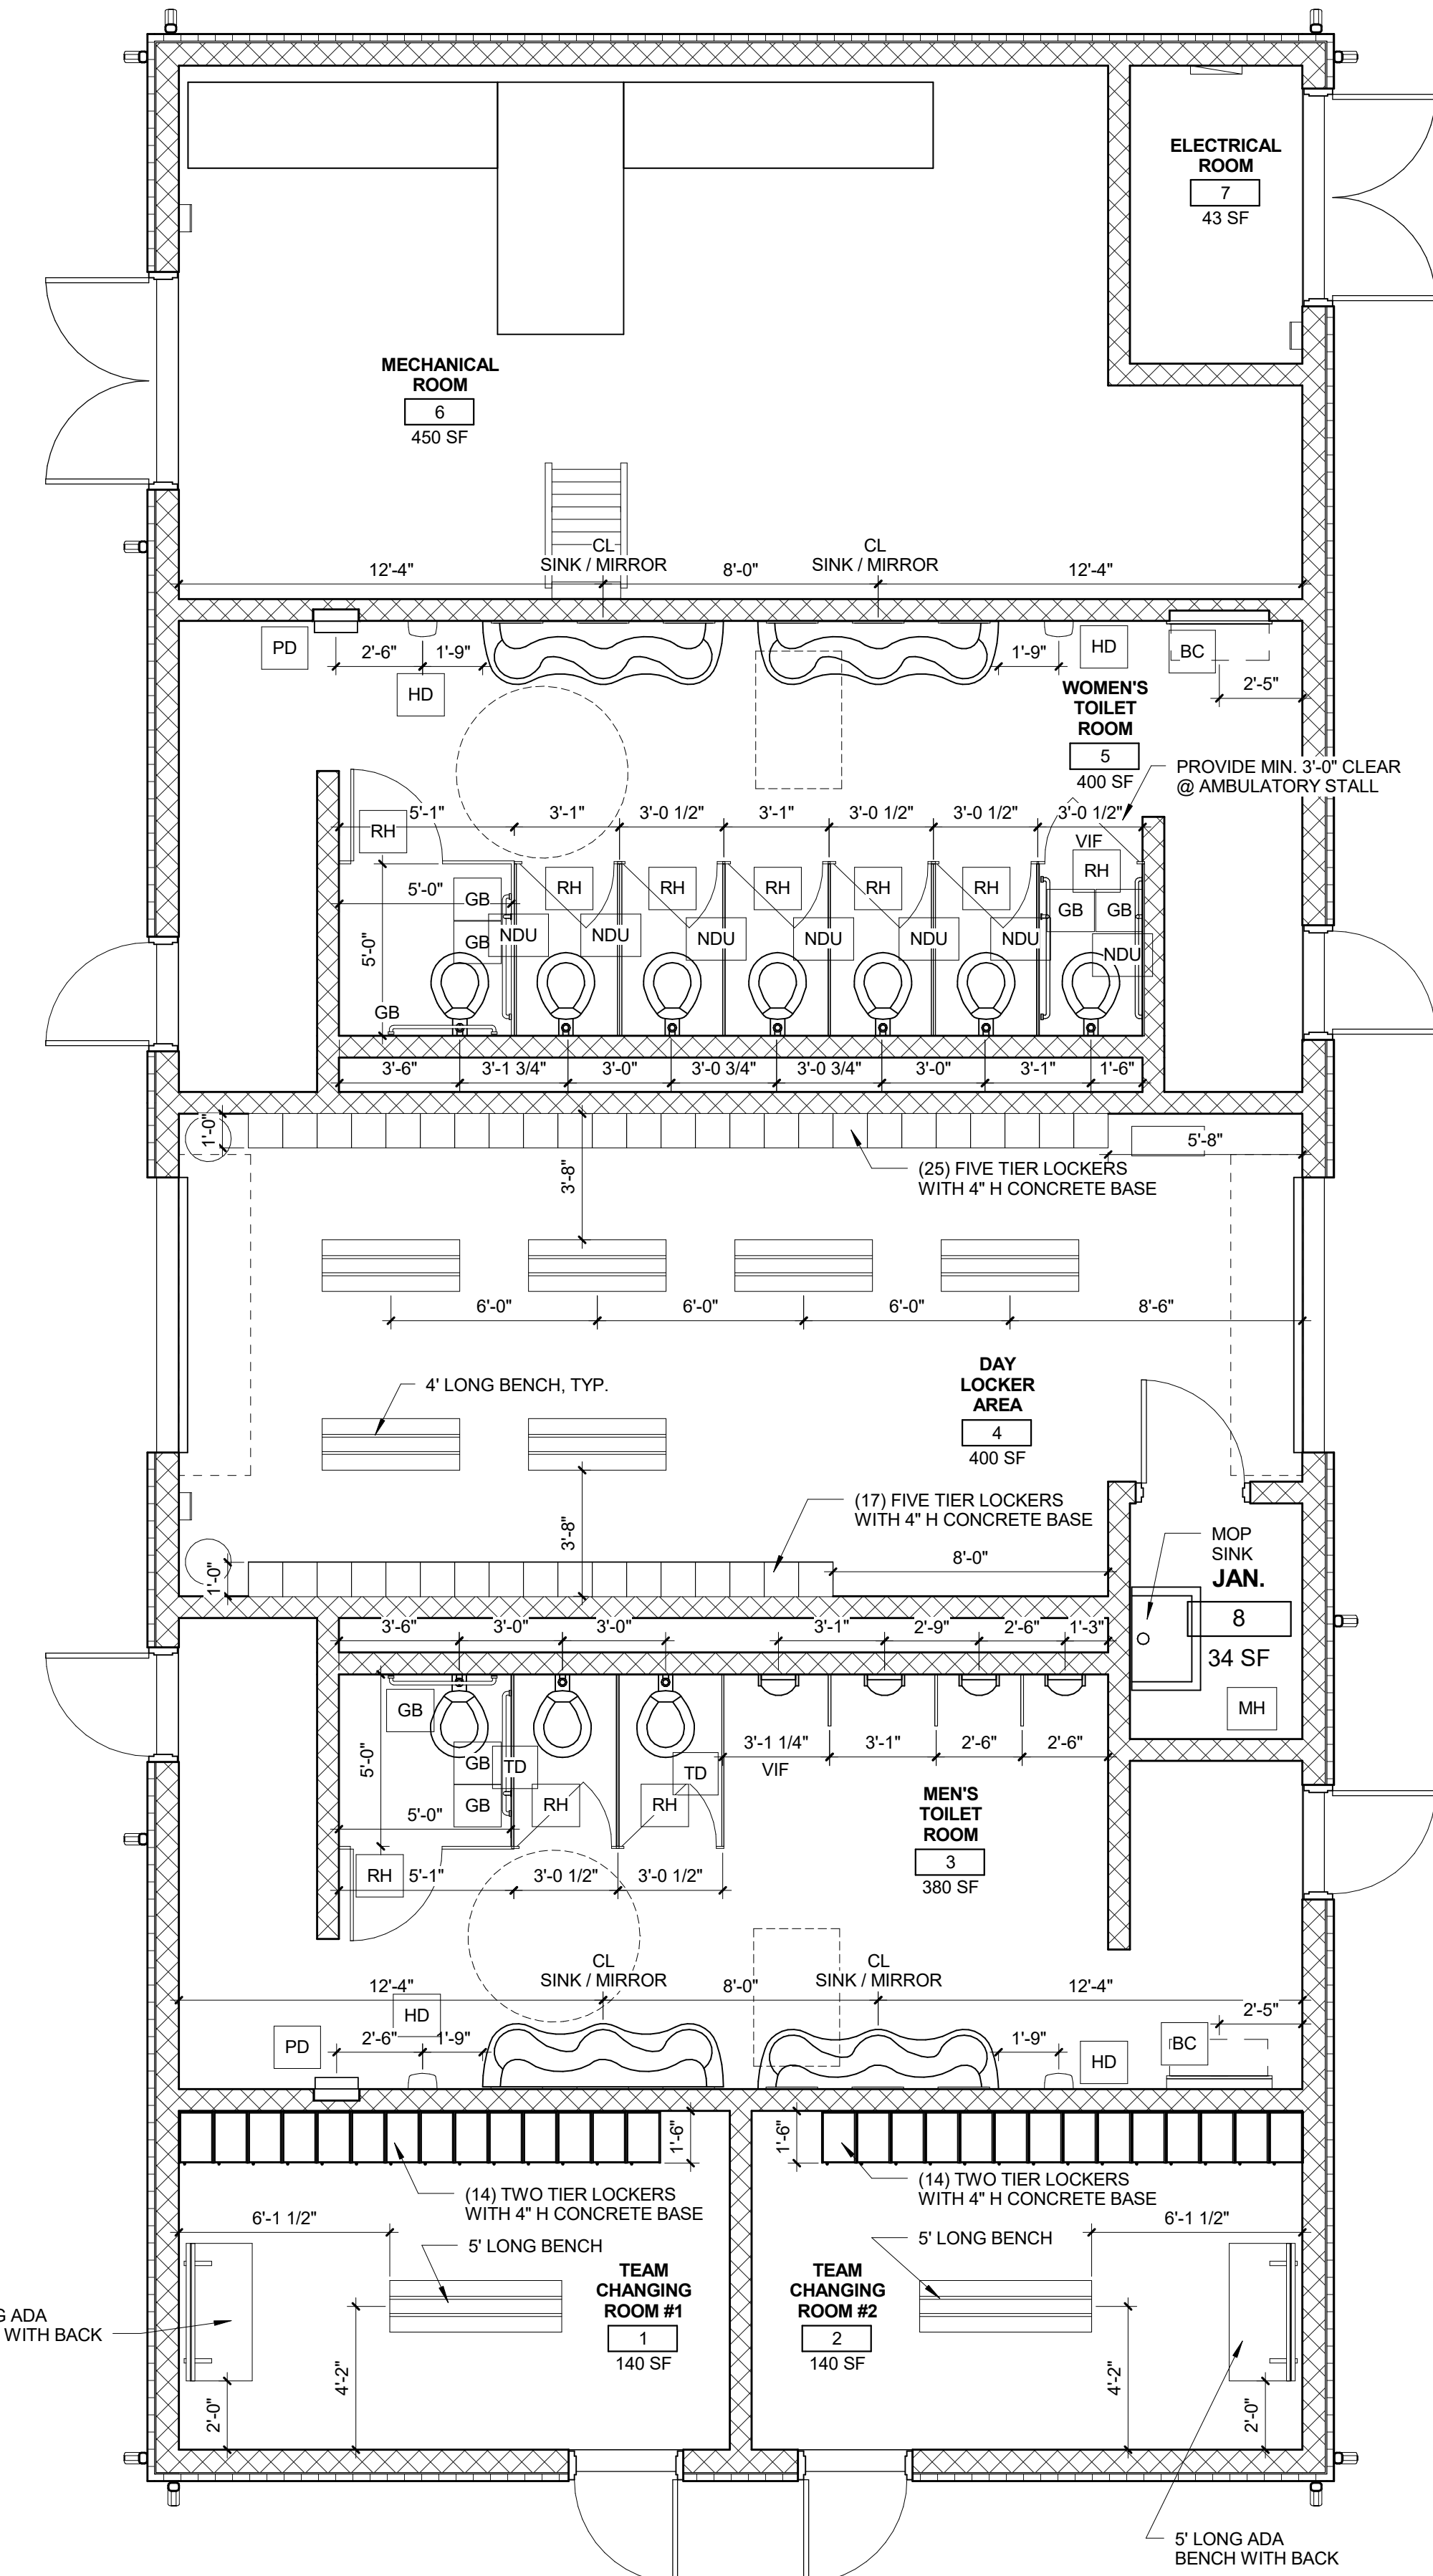 ELECTRICAL
ROOM
7
43 SF
MECHANICAL
ROOM
6
450 SF
CL
SINK / MIRROR
CL
SINK / MIRROR
12'-4"
8'-0"
12'-4"
PD
2'-6"
1'-9"
HD
1'-9"
HD
BC
2'-5"
WOMEN'S
TOILET
ROOM
5
400 SF
PROVIDE MIN. 3'-0" CLEAR
@ AMBULATORY STALL
RH
5'-1"
3'-1"
3'-0 1/2"
3'-1"
3'-0 1/2"
3'-0 1/2"
3'-0 1/2"
VIF
5'-0"
GB
RH
RH
RH
RH
RH
RH
GB
GB
GB
NDU
NDU
NDU
NDU
NDU
NDU
NDU
5'-0"
GB
3'-6"
3'-1 3/4"
3'-0"
3'-0 3/4"
3'-0 3/4"
3'-0"
3'-1"
1'-6"
1'-0"
3'-8"
5'-8"
(25) FIVE TIER LOCKERS
WITH 4" H CONCRETE BASE
6'-0"
6'-0"
6'-0"
8'-6"
4' LONG BENCH, TYP.
DAY
LOCKER
AREA
4
400 SF
3'-8"
(17) FIVE TIER LOCKERS
WITH 4" H CONCRETE BASE
1'-0"
8'-0"
MOP
SINK
JAN.
8
34 SF
MH
3'-6"
3'-0"
3'-0"
3'-1"
2'-9"
2'-6"
1'-3"
GB
5'-0"
GB
TD
TD
3'-1 1/4"
VIF
3'-1"
2'-6"
2'-6"
GB
RH
RH
5'-0"
MEN'S
TOILET
ROOM
3
380 SF
RH
5'-1"
3'-0 1/2"
3'-0 1/2"
CL
SINK / MIRROR
CL
SINK / MIRROR
12'-4"
8'-0"
12'-4"
HD
PD
2'-6"
1'-9"
1'-9"
HD
BC
2'-5"
1'-6"
1'-6"
(14) TWO TIER LOCKERS
WITH 4" H CONCRETE BASE
(14) TWO TIER LOCKERS
WITH 4" H CONCRETE BASE
6'-1 1/2"
6'-1 1/2"
5' LONG BENCH
5' LONG BENCH
TEAM
CHANGING
ROOM #1
1
140 SF
TEAM
CHANGING
ROOM #2
2
140 SF
ADA
WITH BACK
2'-0"
4'-2"
4'-2"
2'-0"
5' LONG ADA
BENCH WITH BACK